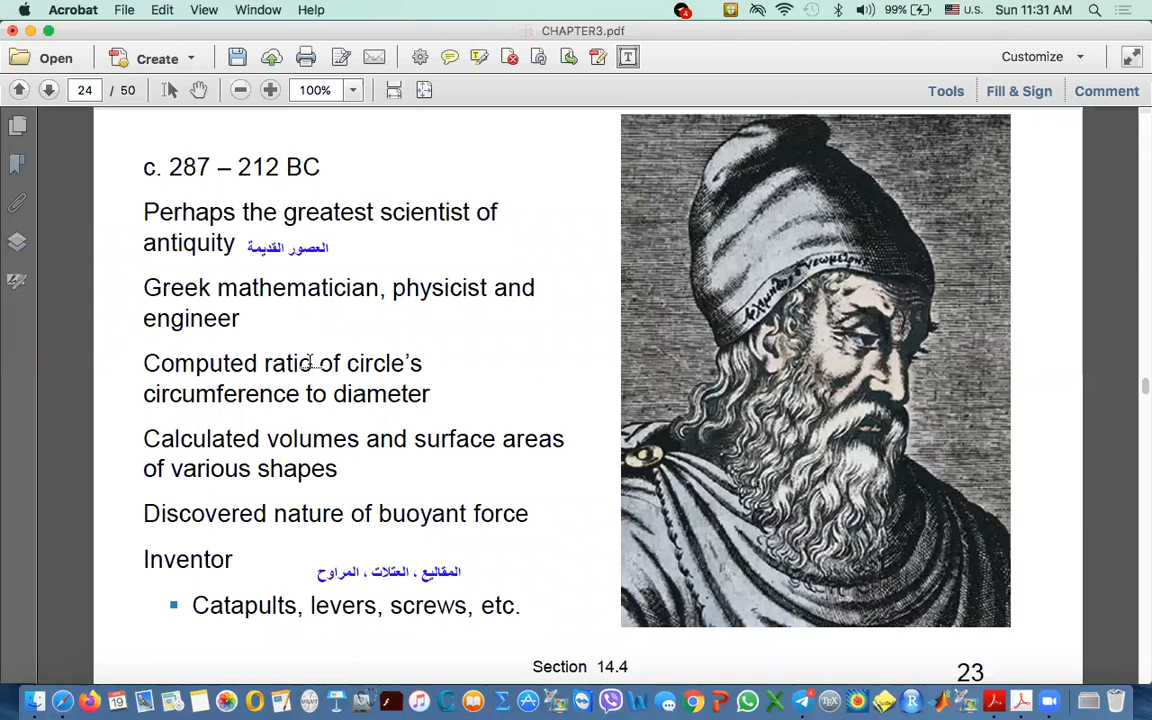 Acrobat File Edit View Window Help
99% U.S. Sun 11:31 AM
CHAPTER3.pdf
Open Create Customize
24 / 50 100% Tools Fill & Sign Comment
c. 287 – 212 BC
Perhaps the greatest scientist of
antiquity العصور القديمة
Greek mathematician, physicist and
engineer
Computed ratio of circle's
circumference to diameter
Calculated volumes and surface areas
of various shapes
Discovered nature of buoyant force
Inventor
المقاليع ، العتلات ، المراوح
Catapults, levers, screws, etc.
Section 14.4
23